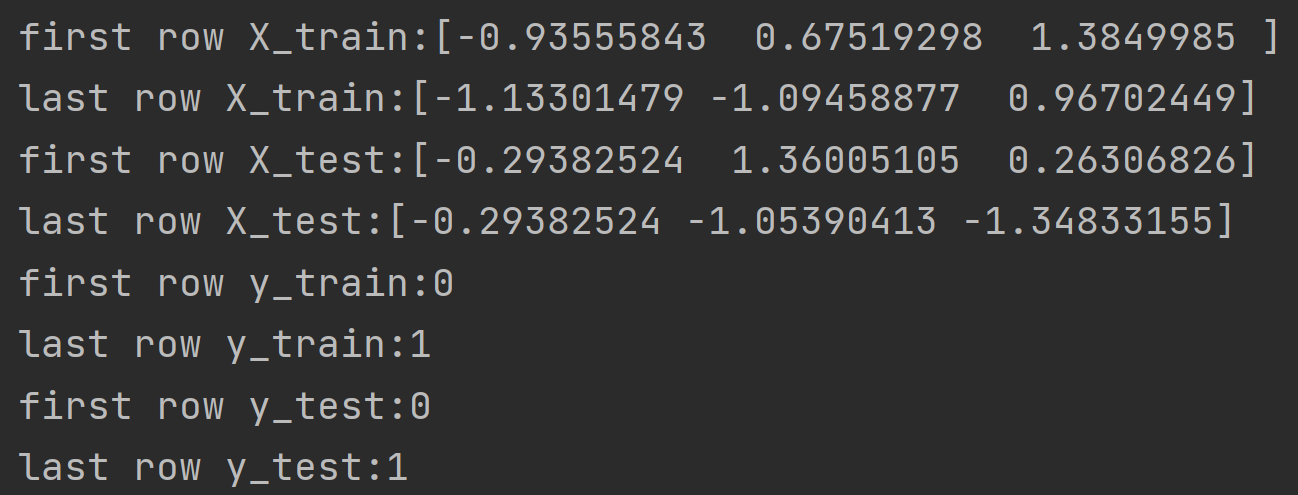 first row X_train:[-0.93555843  0.67519298  1.3849985 ]
last row X_train:[-1.13301479 -1.09458877  0.96702449]
first row X_test:[-0.29382524  1.36005105  0.26306826]
last row X_test:[-0.29382524 -1.05390413 -1.34833155]
first row y_train:0
last row y_train:1
first row y_test:0
last row y_test:1